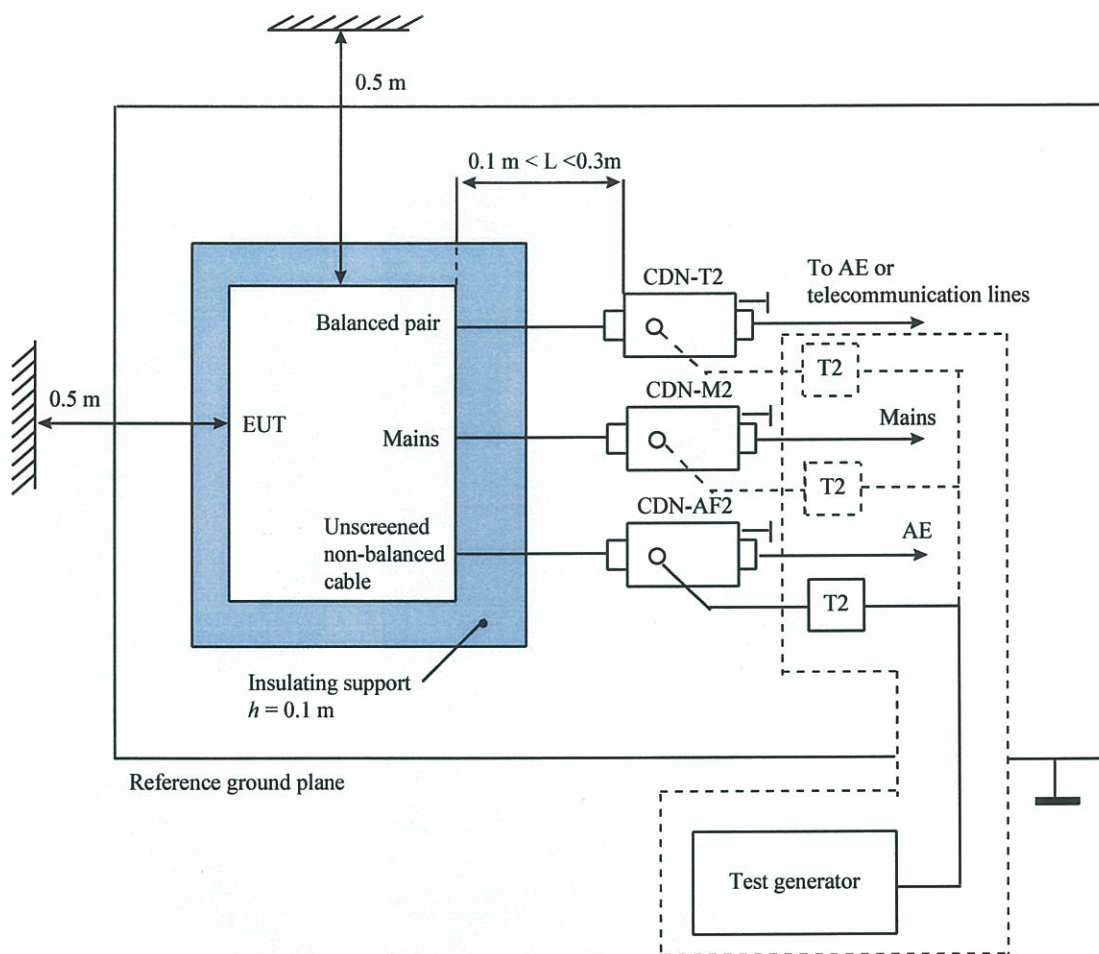 0.5 m
0.1 m < L <0.3m
CDN-T2
To AE or
telecommunication lines
Balanced pair
T2
CDN-M2
0.5 m
EUT
Mains
Mains
T2
CDN-AF2
Unscreened
non-balanced
cable
AE
T2
Insulating support
h = 0.1 m
Reference ground plane
Test generator